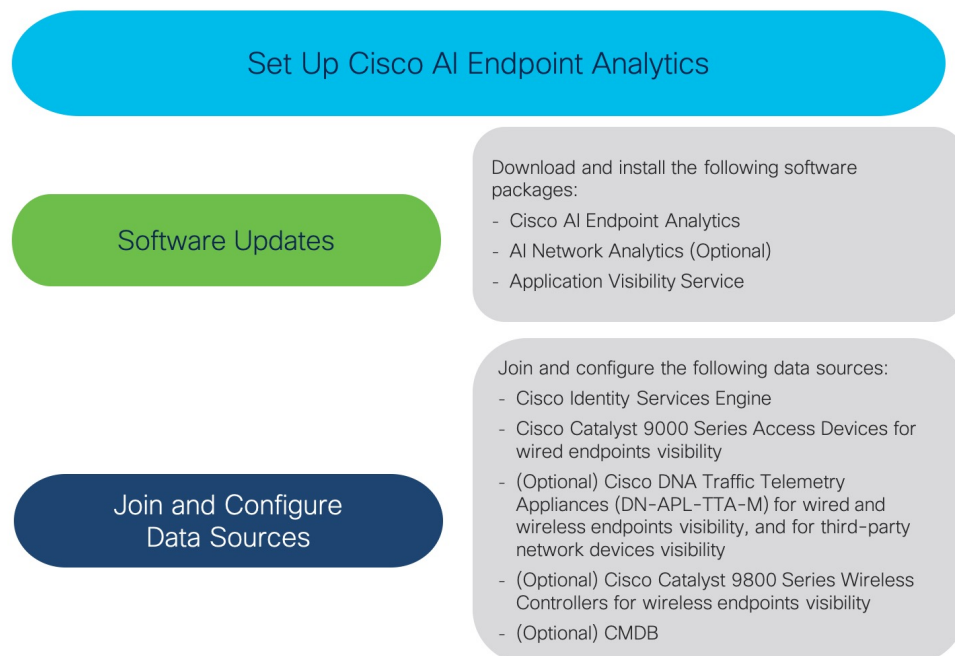 Set Up Cisco AI Endpoint Analytics
Software Updates
Download and install the following software
packages:
- Cisco AI Endpoint Analytics
- AI Network Analytics (Optional)
- Application Visibility Service
Join and Configure
Data Sources
Join and configure the following data sources:
- Cisco Identity Services Engine
- Cisco Catalyst 9000 Series Access Devices for
wired endpoints visibility
- (Optional) Cisco DNA Traffic Telemetry
Appliances (DN-APL-TTA-M) for wired and
wireless endpoints visibility, and for third-party
network devices visibility
- (Optional) Cisco Catalyst 9800 Series Wireless
Controllers for wireless endpoints visibility
- (Optional) CMDB